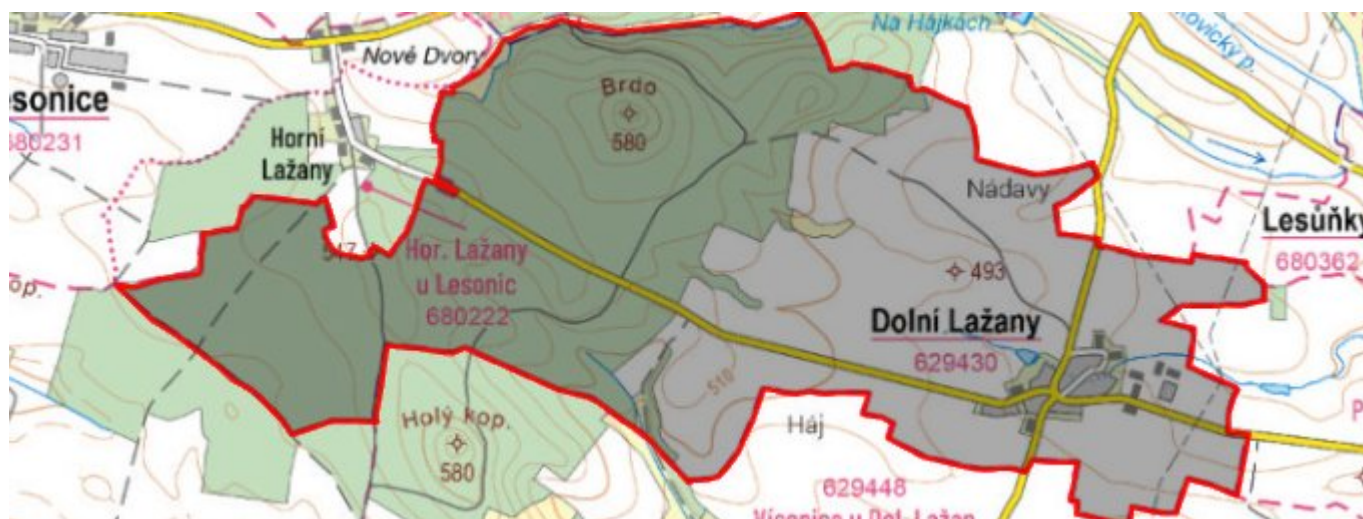 Na Hájkách
Nové Dvory
Brdo
580
sonice
680231
Horní
Lažany
Nádavy
Lesůňky
680362
547
Hor. Lažany
u Lesonic
680222
493
Dolní Lažany
629430
510
Holý kop.
580
Háj
629448